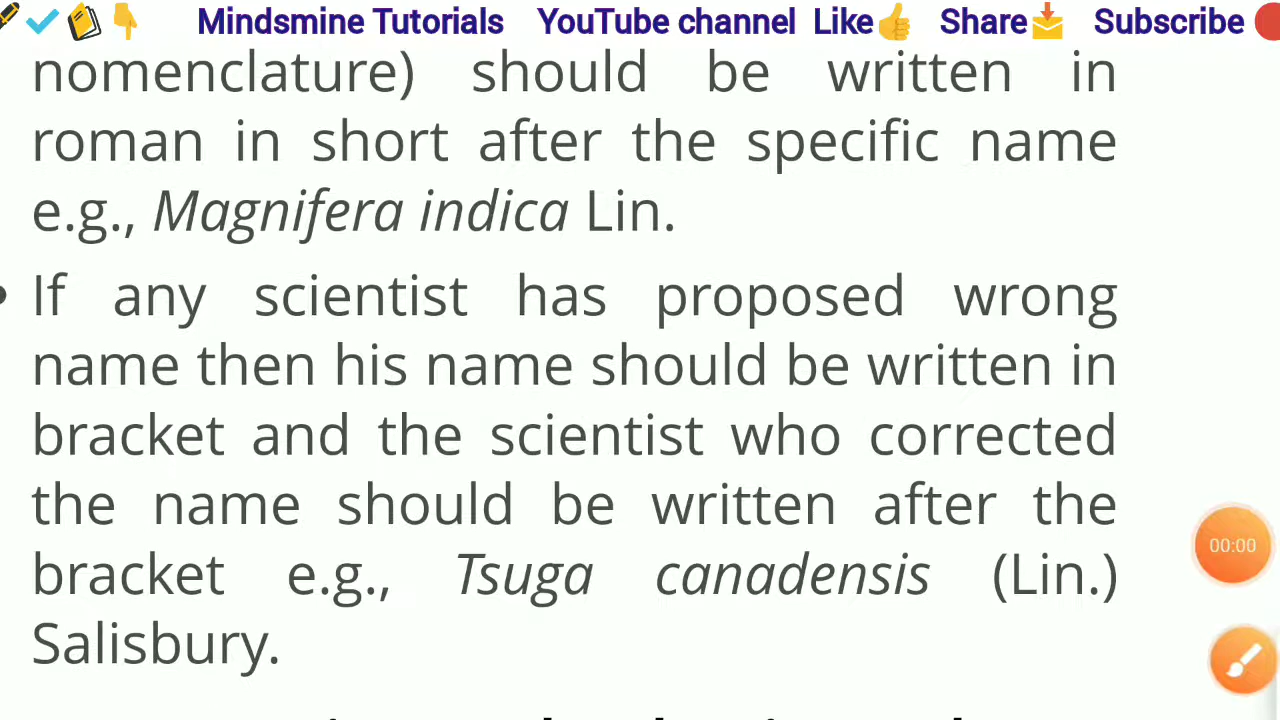 Mindsmine Tutorials YouTube channel Like Share Subscribe
nomenclature) should be written in
roman in short after the specific name
e.g., Magnifera indica Lin.
• If any scientist has proposed wrong
name then his name should be written in
bracket and the scientist who corrected
the name should be written after the
bracket e.g., Tsuga canadensis (Lin.)
Salisbury.
00:00